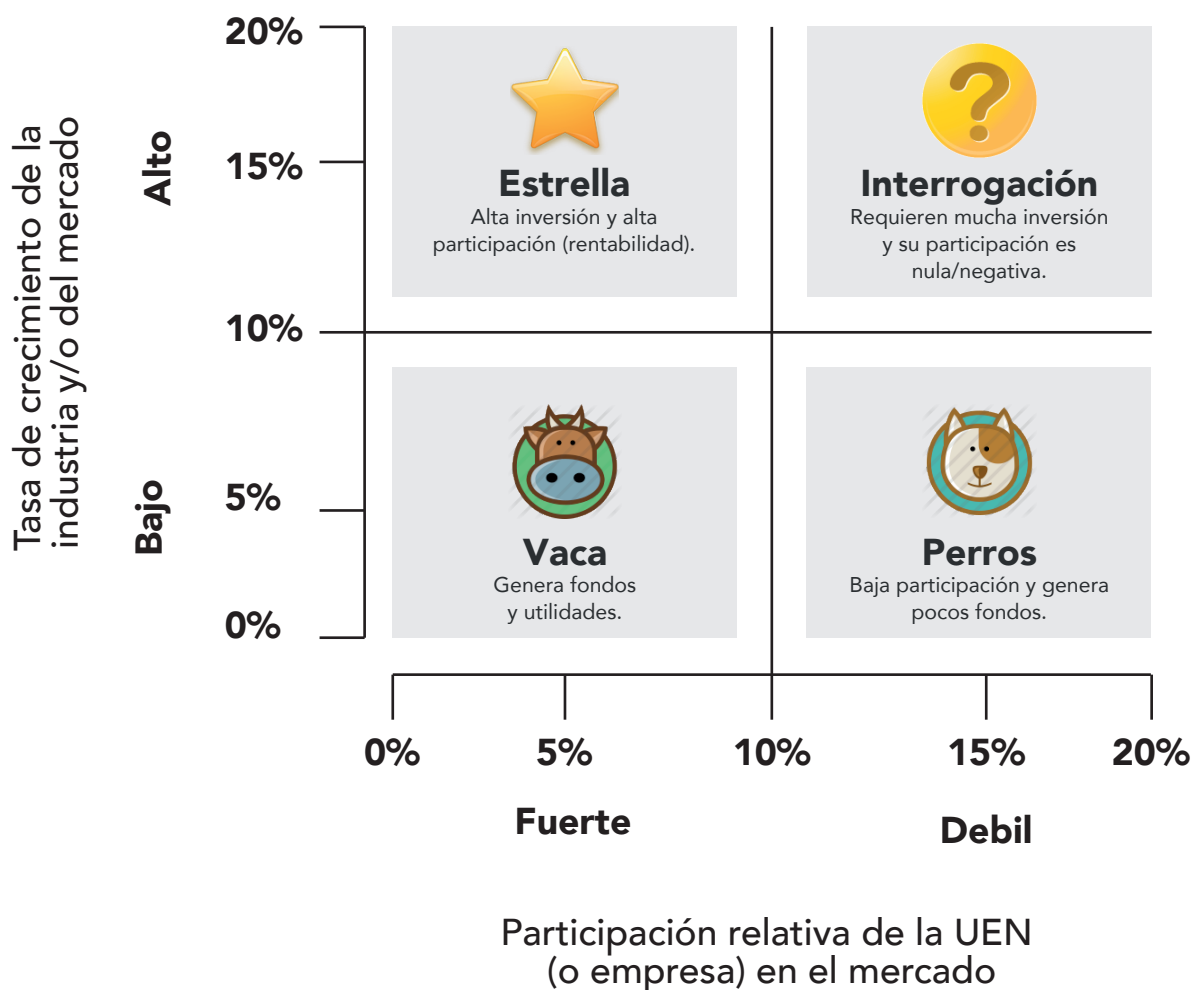 Tasa de crecimiento de la
industria y/o del mercado
Alto
Bajo
20%
15%
10%
5%
0%
Estrella
Alta inversión y alta
participación (rentabilidad).
?
Interrogación
Requieren mucha inversión
y su participación es
nula/negativa.
Vaca
Genera fondos
y utilidades.
Perros
Baja participación y genera
pocos fondos.
0% 5% 10% 15% 20%
Fuerte
Debil
Participación relativa de la UEN
(o empresa) en el mercado